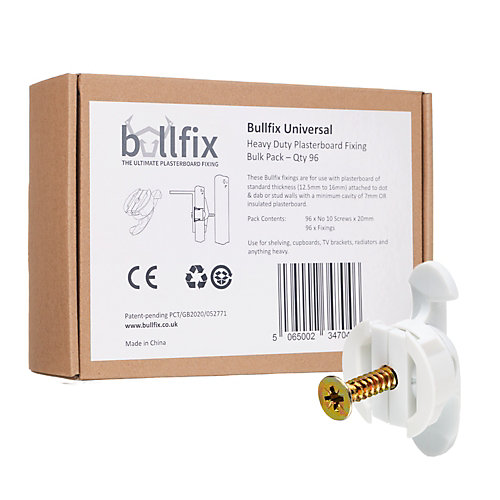 bullfix
THE ULTIMATE PLASTERBOARD FIXING
Bullfix Universal
Heavy Duty Plasterboard Fixing
Bulk Pack – Qty 96
These Bullfix fixings are for use with plasterboard of
standard thickness (12.5mm to 16mm) attached to dot
& dab or stud walls with a minimum cavity of 7mm OR
insulated plasterboard.
Pack Contents: 96 x Np 10 Screws x 20mm
96 x Fixings
Use for shelving, cupboards, TV brackets, radiators and
anything heavy.
CE
Patent-pending PCT/GB2020/052771
www.bullfix.co.uk
Made in China
5 065002 34704